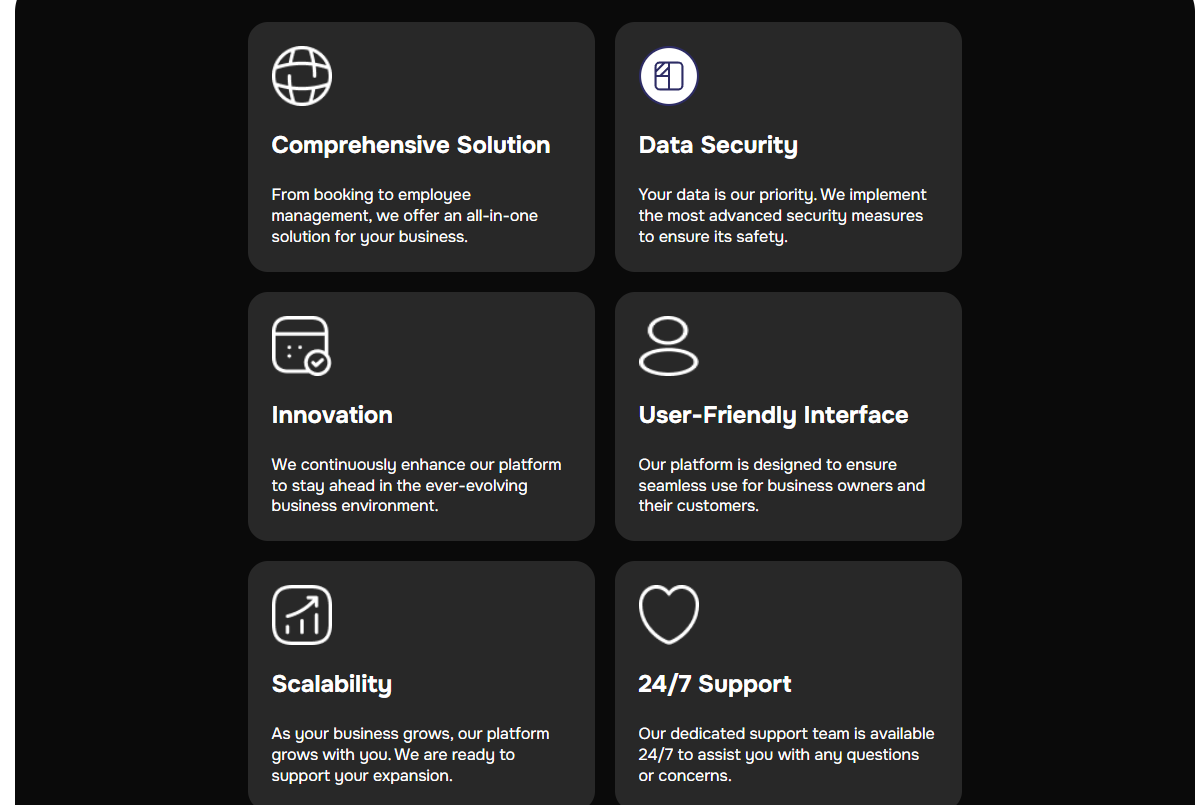 Comprehensive Solution
From booking to employee
management, we offer an all-in-one
solution for your business.
Data Security
Your data is our priority. We implement
the most advanced security measures
to ensure its safety.
Innovation
We continuously enhance our platform
to stay ahead in the ever-evolving
business environment.
User-Friendly Interface
Our platform is designed to ensure
seamless use for business owners and
their customers.
Scalability
As your business grows, our platform
grows with you. We are ready to
support your expansion.
24/7 Support
Our dedicated support team is available
24/7 to assist you with any questions
or concerns.